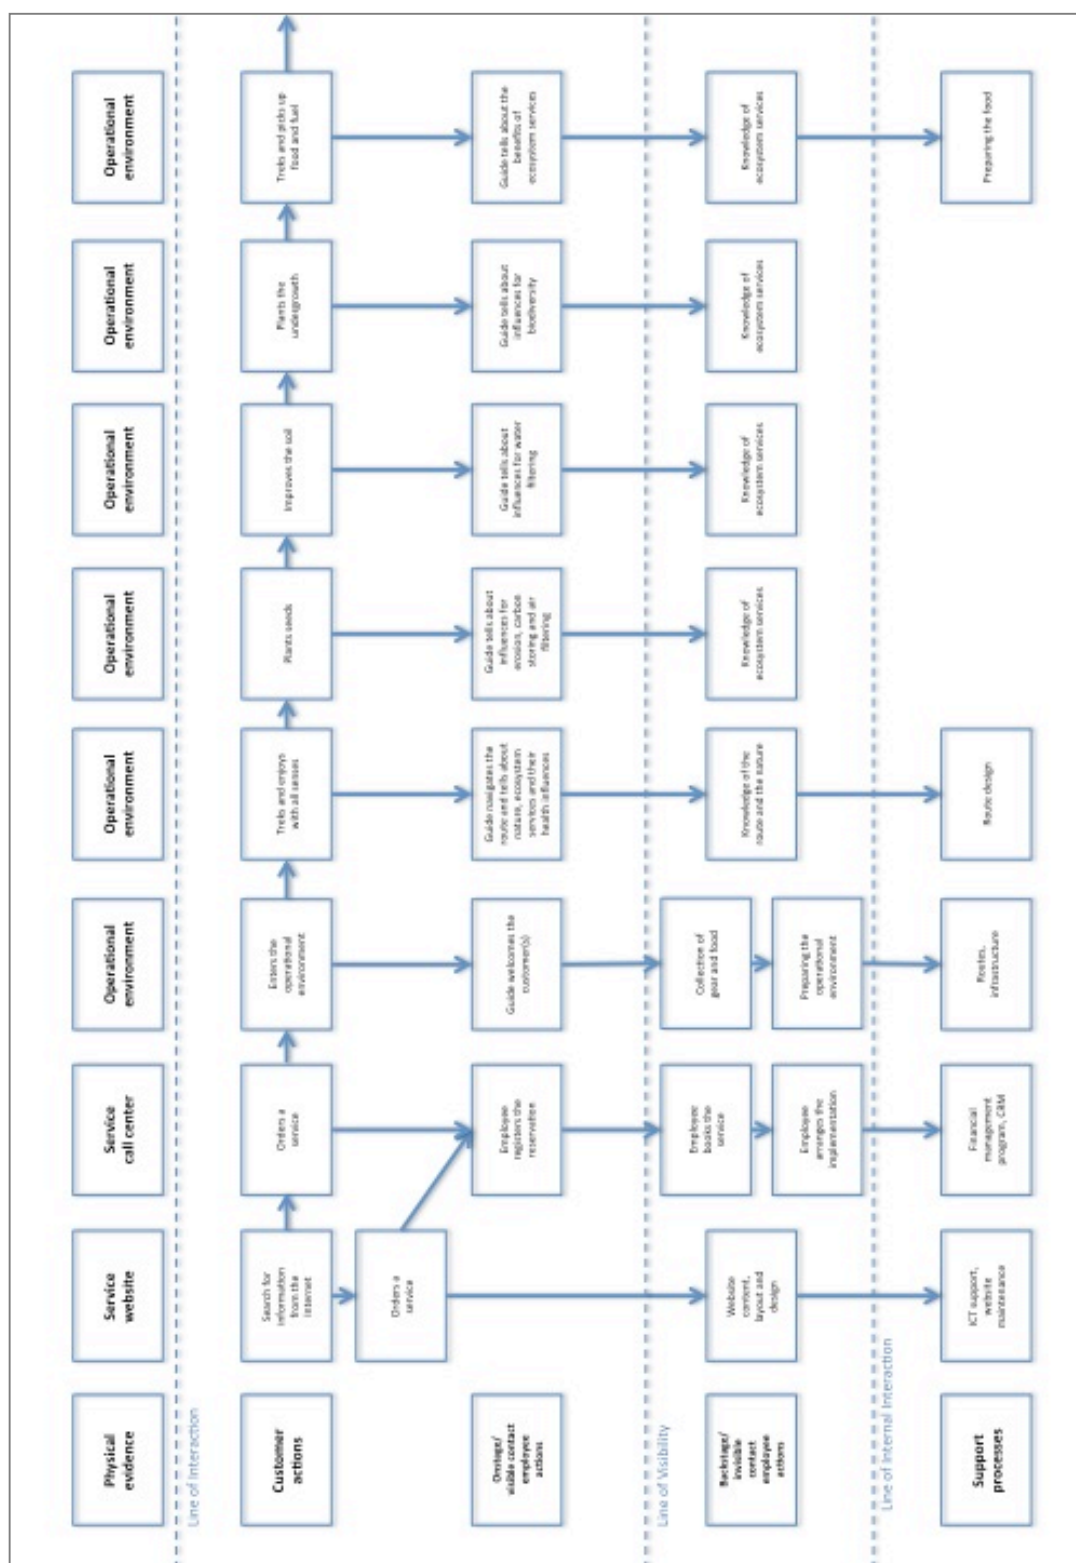 Physical
evidence
Service
website
Service
call center
Operational
environment
Operational
environment
Operational
environment
Operational
environment
Operational
environment
Operational
environment
Line of Interaction
Customer
actions
Search for
information
from the
internet
Orders a
service
Orders a
service
Enters the
operational
environment
Treks and enjoys
with all senses
Plants seeds
Improves the soil
Plants the
undergrowth
Treks and picks up
food and fuel
Onstage/
visible contact
employee
actions
Employee
registers the
reservation
Guide welcomes the
customer(s)
Guide navigates the
route and tells about
nature, ecosystem
services and their
health influences
Guide tells about
influences for
erosion, carbon
storing and air
filtering
Guide tells about
influences for water
filtering
Guide tells about
influences for
biodiversity
Guide tells about the
benefits of
ecosystem services
Line of Visibility
Backstage/
invisible
contact
employee
actions
Website
content,
layout and
design
Employee
books the
service
Employee
arranges the
implementation
Collection of
gear and food
Preparing the
operational
environment
Knowledge of the
route and the nature
Knowledge of
ecosystem services
Knowledge of
ecosystem services
Knowledge of
ecosystem services
Knowledge of
ecosystem services
Line of Internal Interaction
Support
processes
ICT support,
website
maintenance
Financial
management
program, CRM
Routes,
infrastructure
Route design
Preparing the food